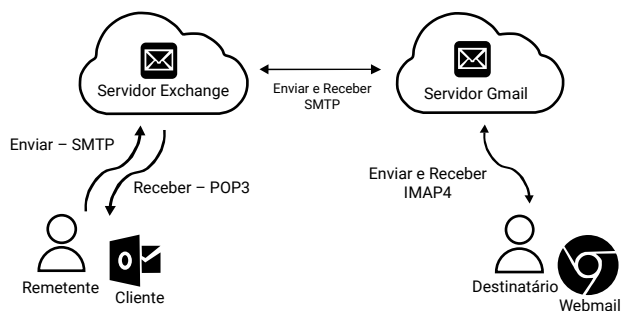 Servidor Exchange
Enviar e Receber
SMTP
Servidor Gmail
Enviar – SMTP
Receber – POP3
Enviar e Receber
IMAP4
Remetente
Cliente
Destinatário
Webmail